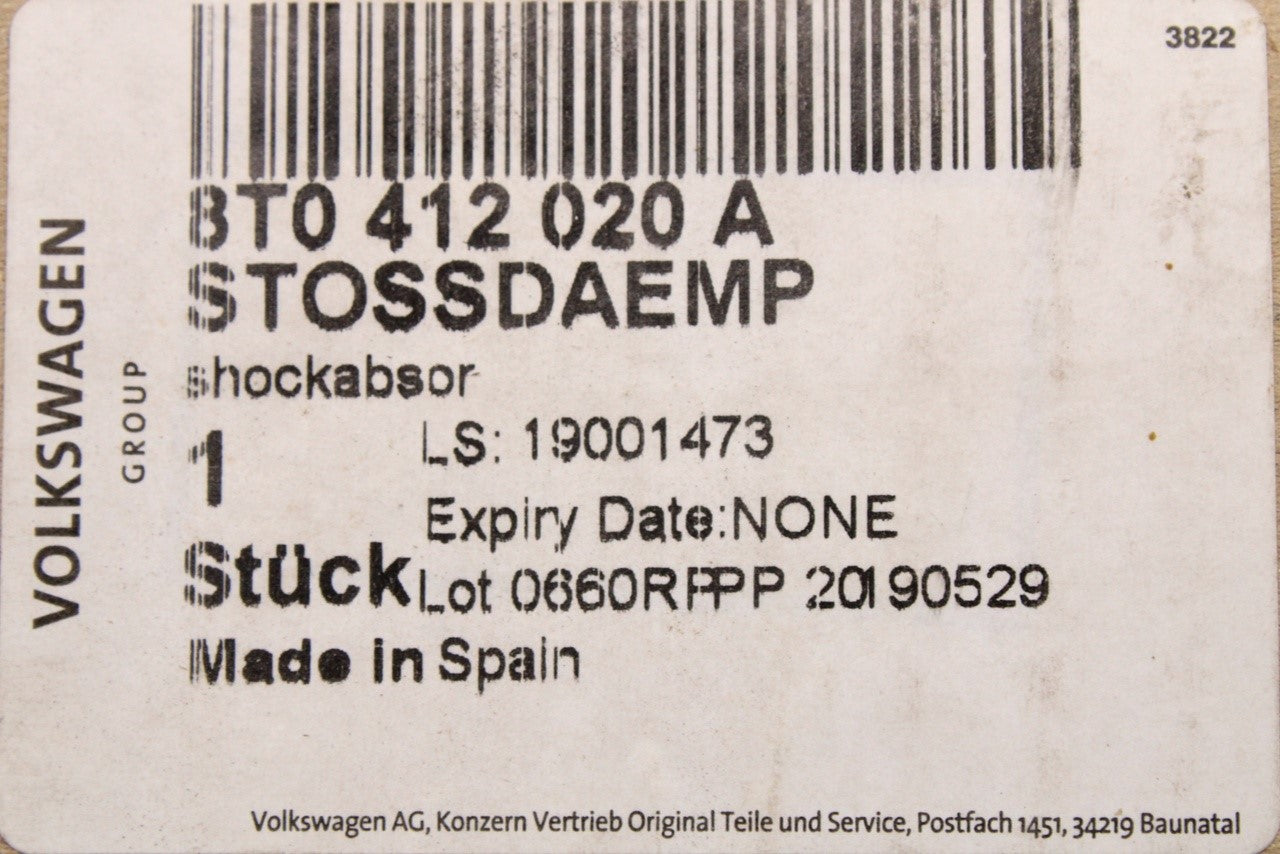 3822
8T0 412 020 A
STOSSDAEMP
shockabsor
1
LS: 19001473
Expiry Date:NONE
Stück
Lot 0660RPPP 20190529
Made in Spain
VOLKSWAGEN
GROUP
Volkswagen AG, Konzern Vertrieb Original Teile und Service, Postfach 1451, 34219 Baunatal